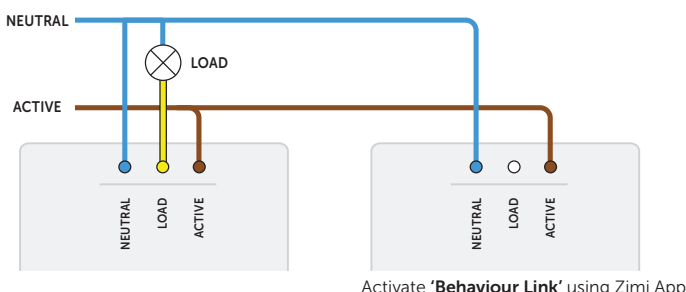 NEUTRAL
LOAD
ACTIVE
NEUTRAL
LOAD
ACTIVE
NEUTRAL
LOAD
ACTIVE
Activate 'Behaviour Link' using Zimi App